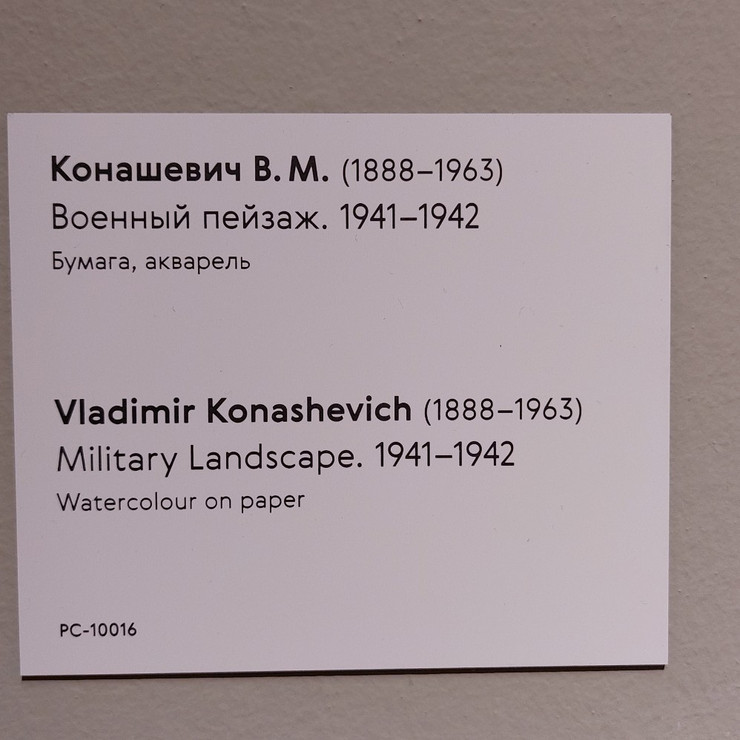 Конашевич В. М. (1888–1963)
Военный пейзаж. 1941–1942
Бумага, акварель
Vladimir Konashevich (1888–1963)
Military Landscape. 1941–1942
Watercolour on paper
РС-10016